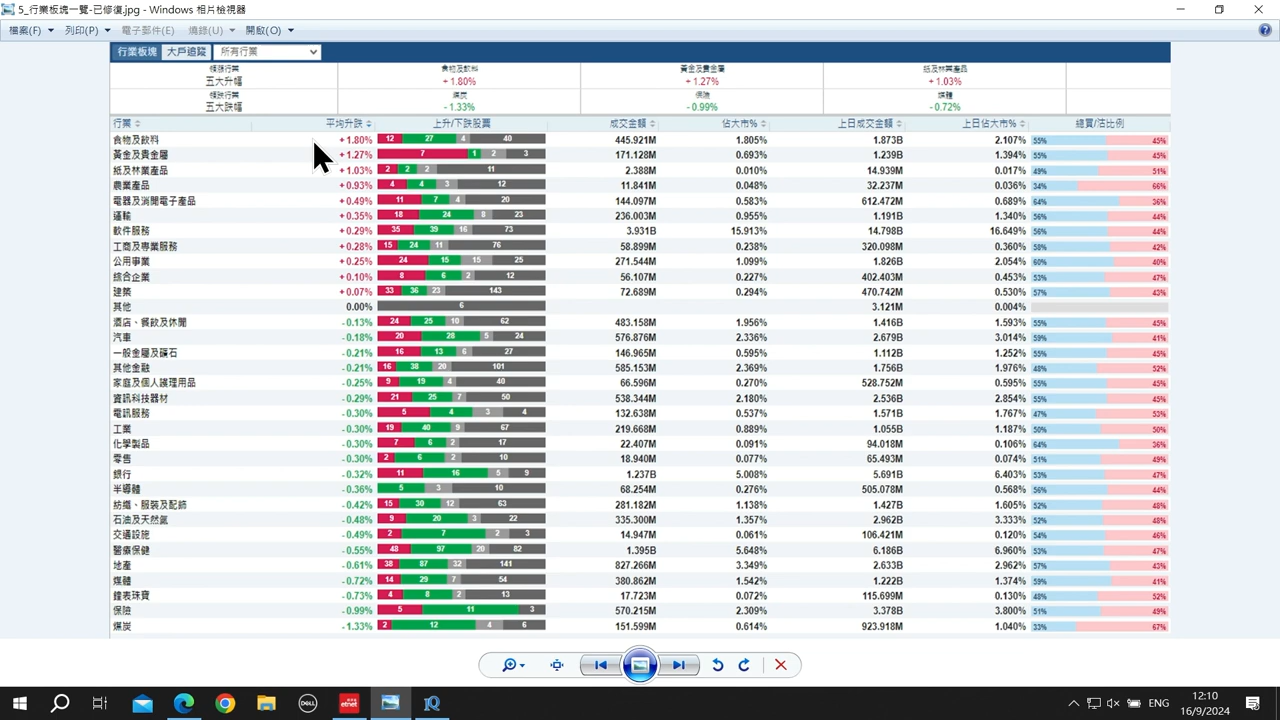 5_行業板塊一覽-已修復.jpg - Windows 相片檢視器
檔案(F) 列印(P) 電子郵件(E) 燒錄(U) 開啟(O)
行業板塊 大戶追蹤 所有行業
領漲行業 食物及飲料 黃金及貴金屬 紙及林業產品
五大升幅 +1.80% +1.27% +1.03%
領跌行業 煤炭 保險 媒體
五大跌幅 -1.33% -0.99% -0.72%
行業 平均升跌 上升/下跌股票 成交金額 佔大市% 上日成交金額 上日佔大市% 總買/沽比例
食物及飲料 +1.80% 12 27 4 40 445.921M 1.805% 1.873B 2.107% 55% 45%
黃金及貴金屬 +1.27% 7 1 2 3 171.128M 0.693% 1.239B 1.394% 55% 45%
紙及林業產品 +1.03% 2 2 2 11 2.388M 0.010% 14.939M 0.017% 49% 51%
農業產品 +0.93% 4 4 3 12 11.841M 0.048% 32.237M 0.036% 34% 66%
電器及消閒電子產品 +0.49% 11 7 4 20 144.097M 0.583% 612.472M 0.689% 64% 36%
運輸 +0.35% 18 24 8 23 236.003M 0.955% 1.191B 1.340% 56% 44%
軟件服務 +0.29% 35 39 16 73 3.931B 15.913% 14.798B 16.649% 56% 44%
工商及專業服務 +0.28% 15 24 11 76 58.899M 0.238% 320.098M 0.360% 58% 42%
公用事業 +0.25% 24 15 15 25 271.544M 1.099% 1.826B 2.054% 60% 40%
綜合企業 +0.10% 8 6 2 12 56.107M 0.227% 402.403M 0.453% 53% 47%
建築 +0.07% 33 36 23 143 72.689M 0.294% 470.742M 0.530% 57% 43%
其他 0.00% 6 3.121M 0.004%
酒店、餐飲及休閒 -0.13% 24 25 10 62 483.158M 1.956% 1.416B 1.593% 55% 45%
汽車 -0.18% 20 28 5 24 576.876M 2.336% 2.679B 3.014% 59% 41%
一般金屬及礦石 -0.21% 16 13 6 27 146.965M 0.595% 1.112B 1.252% 55% 45%
其他金融 -0.21% 16 38 20 101 585.153M 2.369% 1.756B 1.976% 48% 52%
家庭及個人護理用品 -0.25% 9 19 4 40 66.596M 0.270% 528.752M 0.595% 55% 45%
資訊科技器材 -0.29% 21 25 7 50 538.344M 2.180% 2.536B 2.854% 55% 45%
電訊服務 -0.30% 5 4 3 4 132.638M 0.537% 1.571B 1.767% 47% 53%
工業 -0.30% 19 40 9 67 219.668M 0.889% 1.055B 1.187% 50% 50%
化學製品 -0.30% 7 6 2 17 22.407M 0.091% 94.018M 0.106% 64% 36%
零售 -0.30% 2 6 2 10 18.940M 0.077% 65.493M 0.074% 51% 49%
銀行 -0.32% 11 16 5 9 1.237B 5.008% 5.691B 6.403% 53% 47%
半導體 -0.36% 5 3 10 68.254M 0.276% 505.078M 0.568% 56% 44%
紡織、服裝及配飾 -0.42% 15 30 12 63 281.182M 1.138% 1.427B 1.605% 52% 48%
石油及天然氣 -0.48% 9 20 3 22 335.300M 1.357% 2.962B 3.333% 52% 48%
交通設施 -0.49% 2 7 2 3 14.947M 0.061% 106.421M 0.120% 54% 46%
醫療保健 -0.55% 48 97 20 82 1.395B 5.648% 6.186B 6.960% 53% 47%
地產 -0.61% 38 87 32 141 827.266M 3.349% 2.633B 2.962% 57% 43%
媒體 -0.72% 14 29 7 54 380.862M 1.542% 1.222B 1.374% 59% 41%
鐘表珠寶 -0.73% 4 8 2 13 17.723M 0.072% 115.699M 0.130% 48% 52%
保險 -0.99% 5 11 3 570.215M 2.309% 3.378B 3.800% 51% 49%
煤炭 -1.33% 2 12 4 6 151.599M 0.614% 923.918M 1.040% 33% 67%
DELL etnet IQ ENG 12:10
16/9/2024